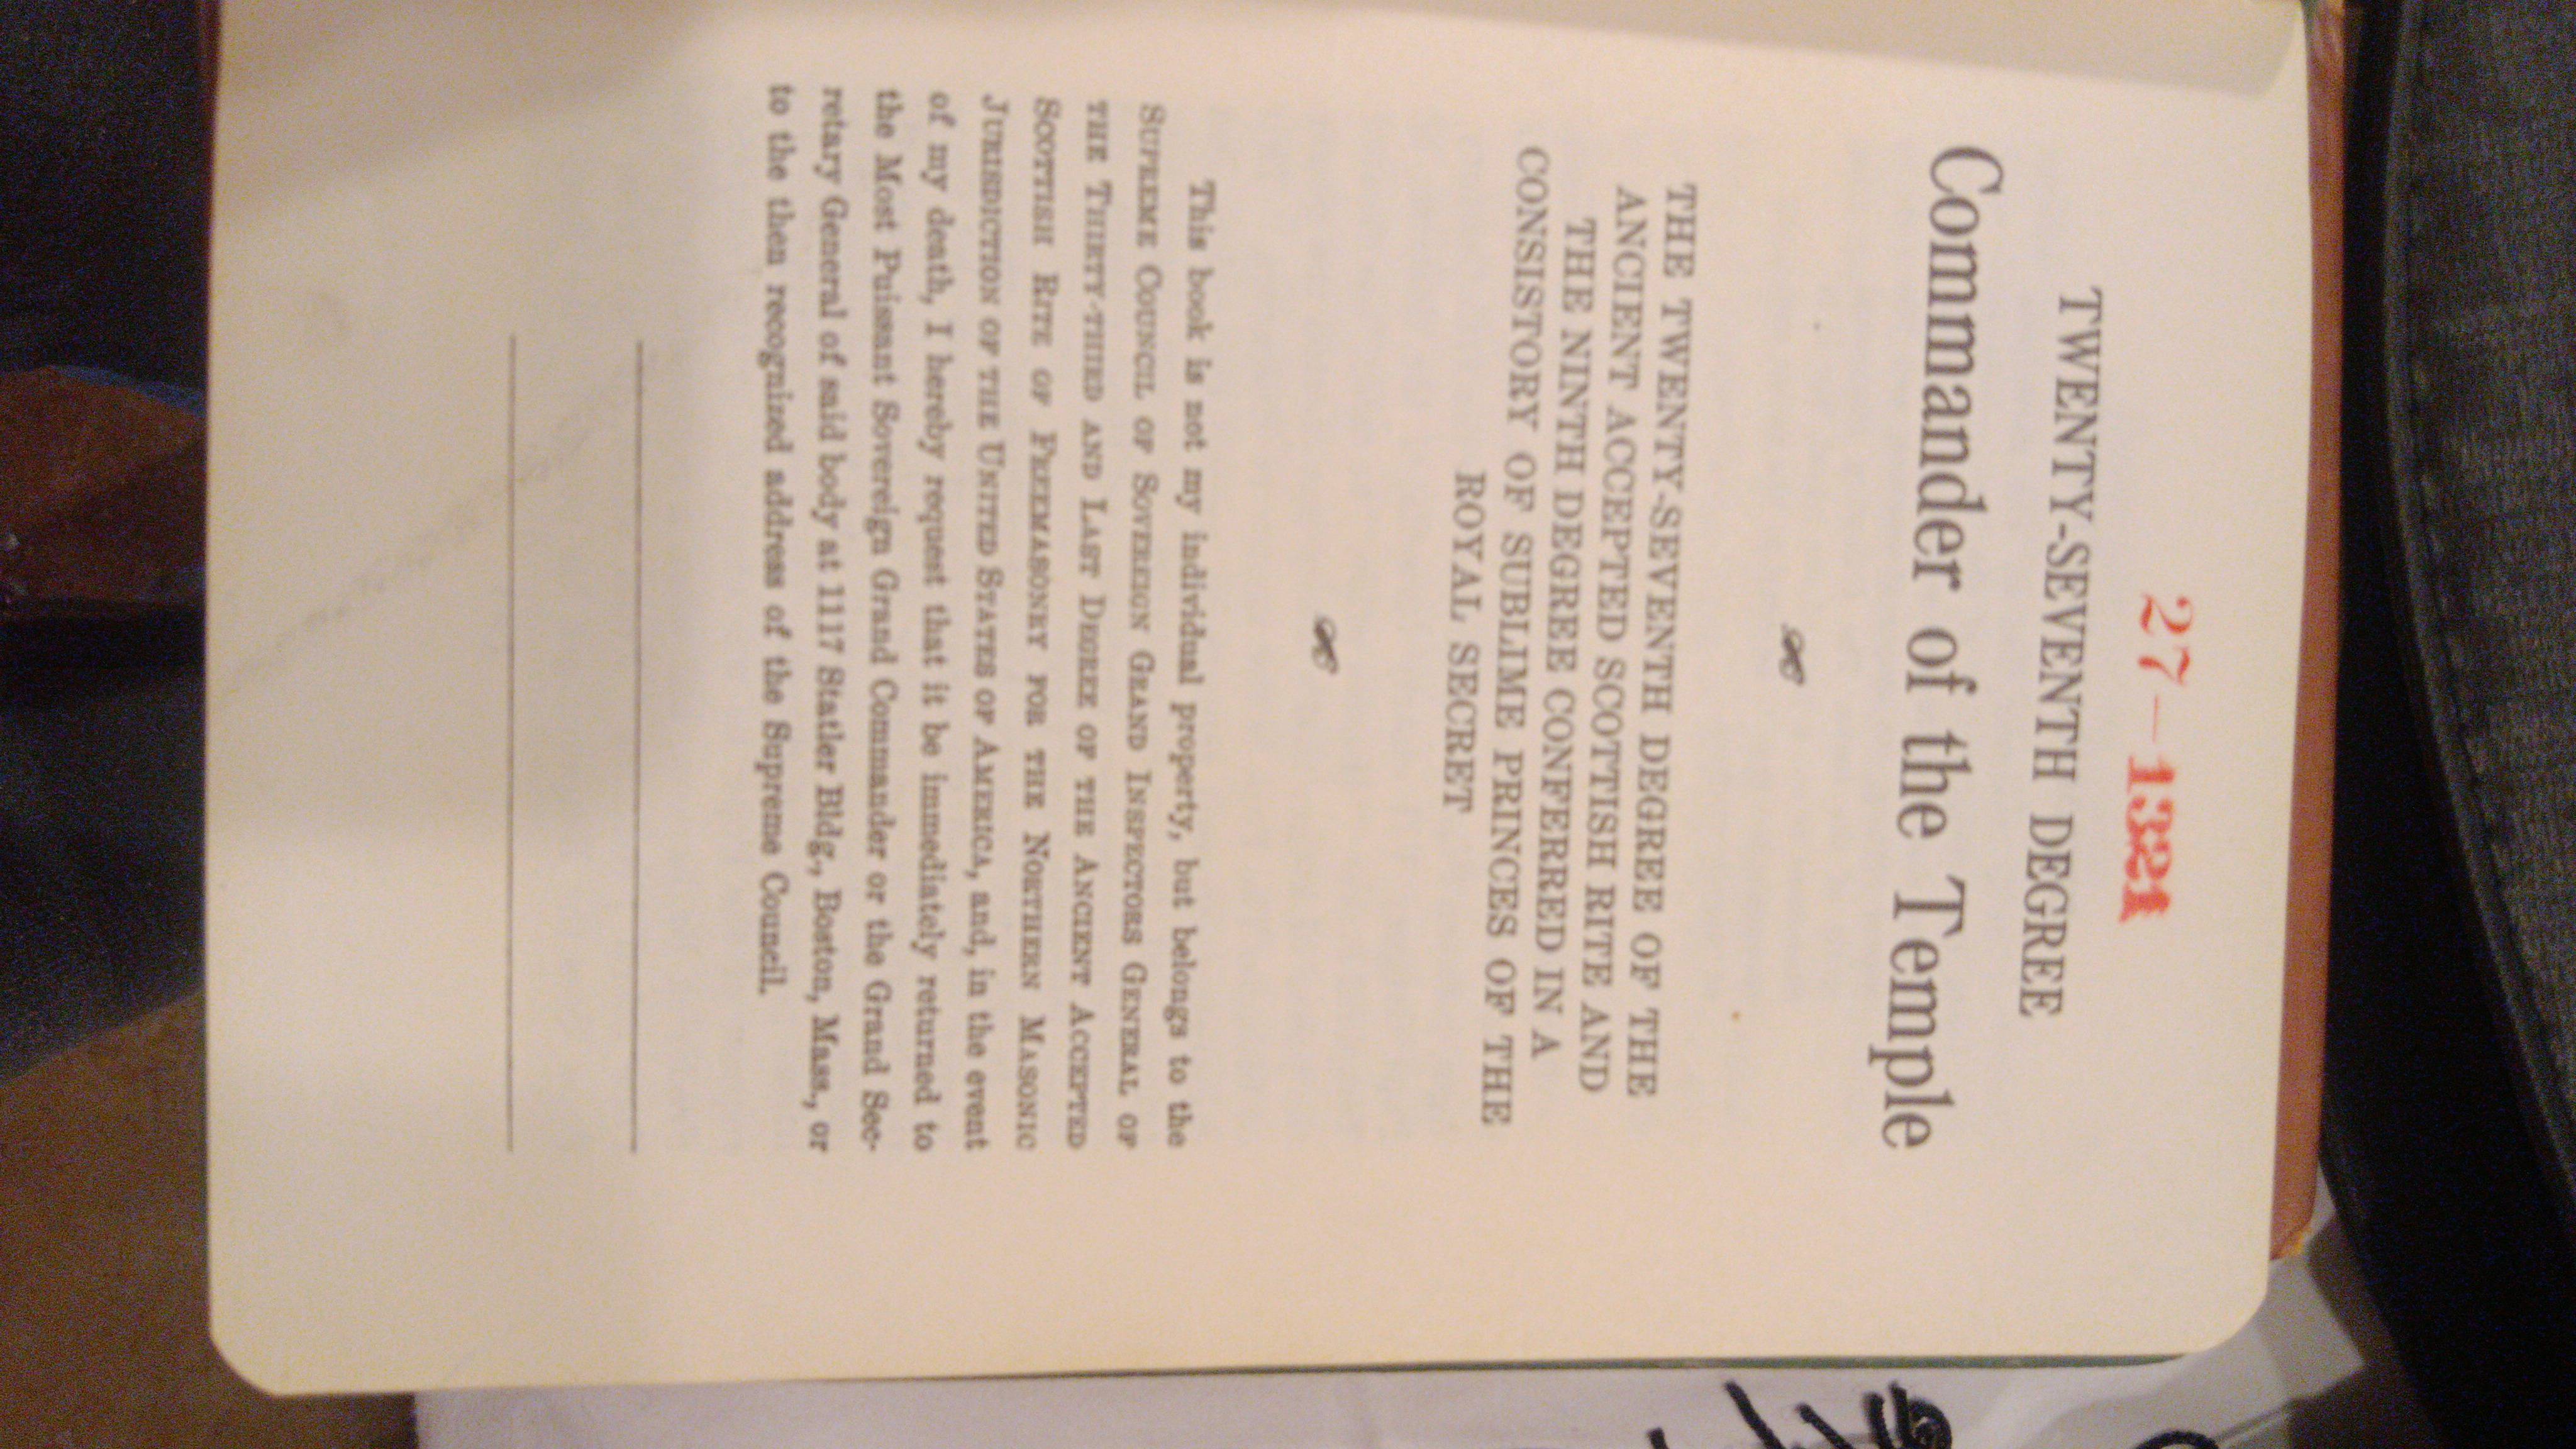 27-1321
TWENTY-SEVENTH DEGREE
Commander of the Temple
THE TWENTY-SEVENTH DEGREE OF THE
ANCIENT ACCEPTED SCOTTISH RITE AND
THE NINTH DEGREE CONFERRED IN A
CONSISTORY OF SUBLIME PRINCES OF THE
ROYAL SECRET
This book is not my individual property, but belongs to the
SUPREME COUNCIL OF SOVEREIGN GRAND INSPECTORS GENERAL OF
THE THIRTY-THIRD AND LAST DEGREE OF THE ANCIENT ACCEPTED
SCOTTISH RITE OF FREEMASONRY FOR THE NORTHERN MASONIC
JURISDICTION OF THE UNITED STATES OF AMERICA, and, in the event
of my death, I hereby request that it be immediately returned to
the Most Puissant Sovereign Grand Commander or the Grand Sec-
retary General of said body at 1117 Statler Bldg., Boston, Mass., or
to the then recognized address of the Supreme Council.